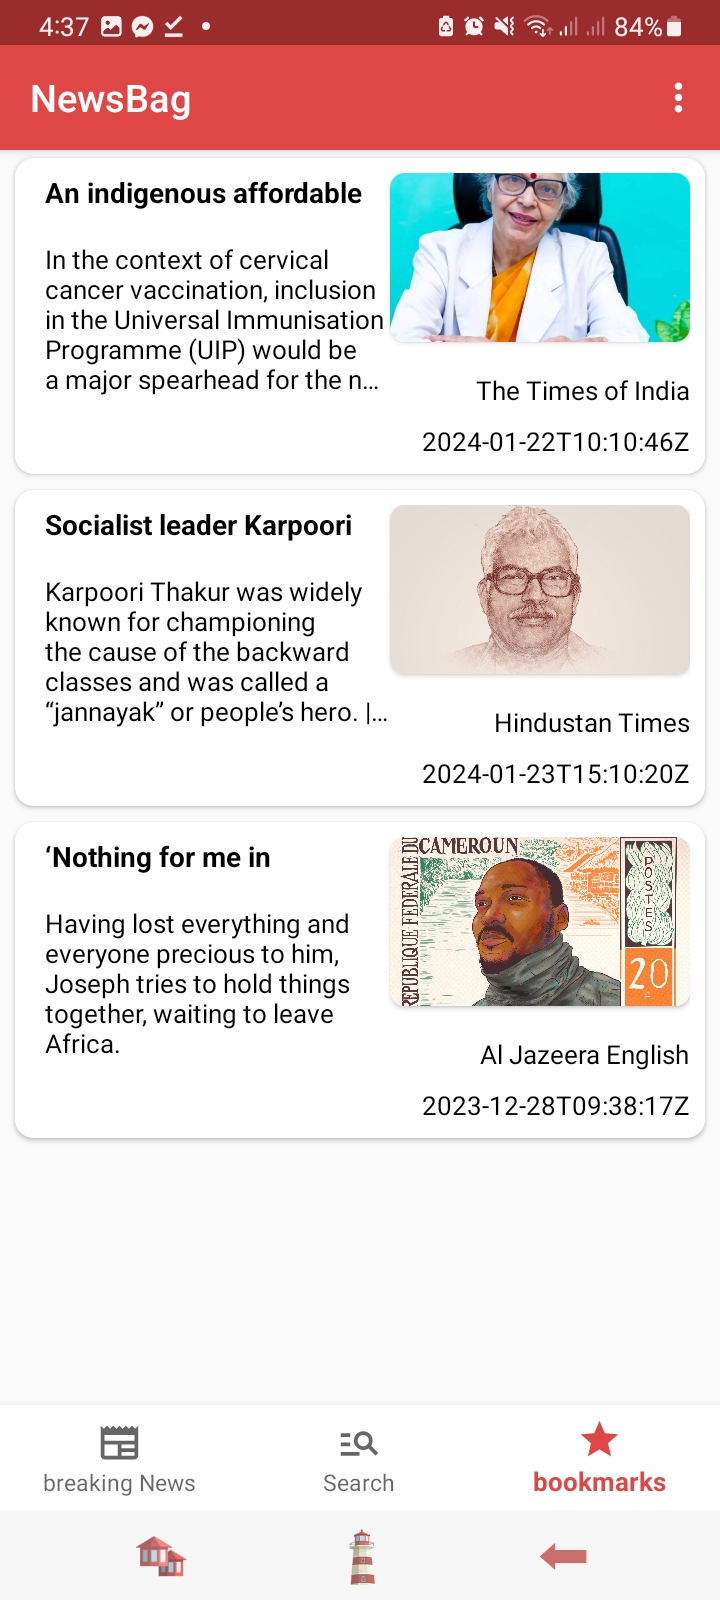 4:37
84%
NewsBag
An indigenous affordable
In the context of cervical
cancer vaccination, inclusion
in the Universal Immunisation
Programme (UIP) would be
a major spearhead for the n...
The Times of India
2024-01-22T10:10:46Z
Socialist leader Karpoori
Karpoori Thakur was widely
known for championing
the cause of the backward
classes and was called a
“jannayak” or people’s hero. |...
Hindustan Times
2024-01-23T15:10:20Z
‘Nothing for me in
Having lost everything and
everyone precious to him,
Joseph tries to hold things
together, waiting to leave
Africa.
REPUBLIQUE FEDERALE DU
CAMEROUN
POSTES
20
F
Al Jazeera English
2023-12-28T09:38:17Z
breaking News
Search
bookmarks